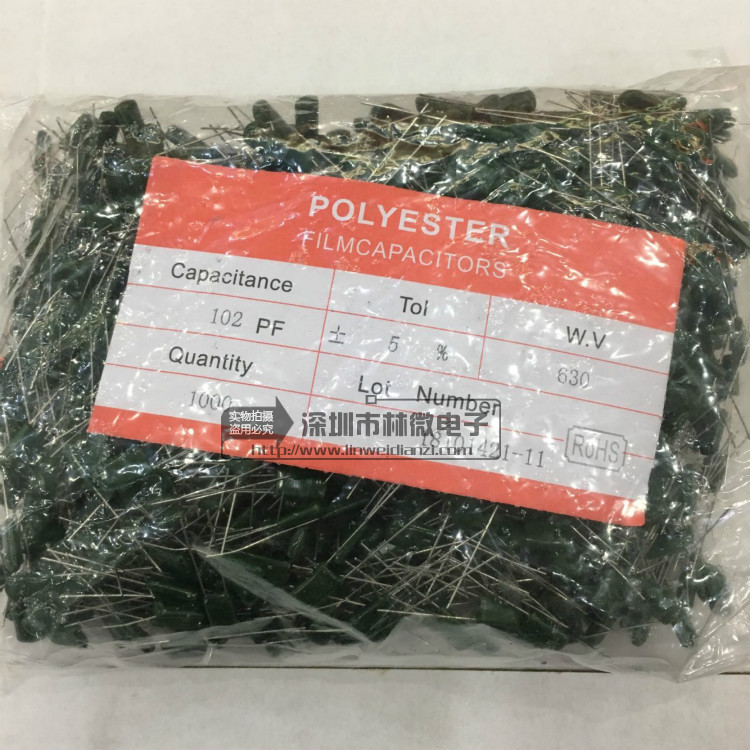 POLYESTER
FILMCAPACITORS
Capacitance
Tol
W.V
102 PF
± 5 %
630
Quantity
Lot Number
1000
RoHS
实物拍摄
盗用必究
深圳市林微电子
http://www.linweidianzi.com